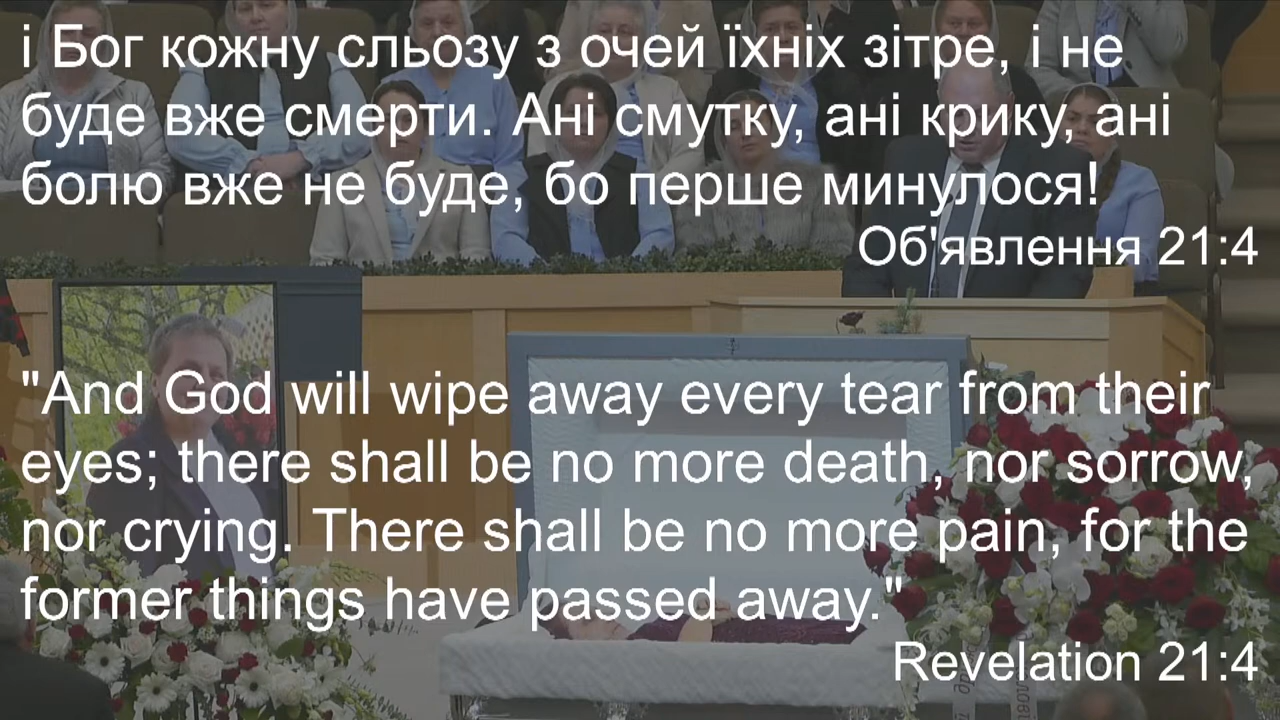 і Бог кожну сльозу з очей їхніх зітре, і не
буде вже смерти. Ані смутку, ані крику, ані
болю вже не буде, бо перше минулося!
Об'явлення 21:4
"And God will wipe away every tear from their
eyes; there shall be no more death , nor sorrow,
nor crying. There shall be no more pain, for the
former things have passed away."
Revelation 21:4